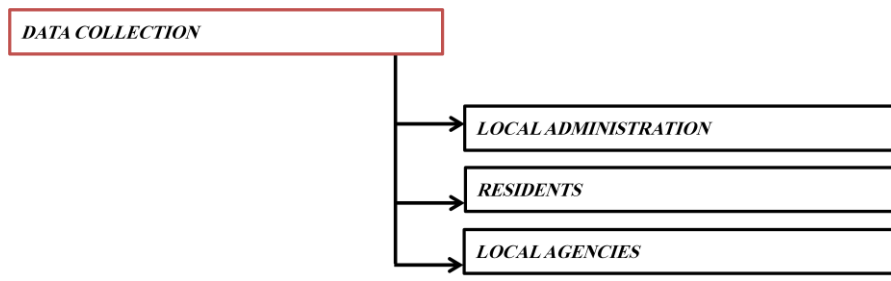 DATA COLLECTION
LOCAL ADMINISTRATION
RESIDENTS
LOCAL AGENCIES